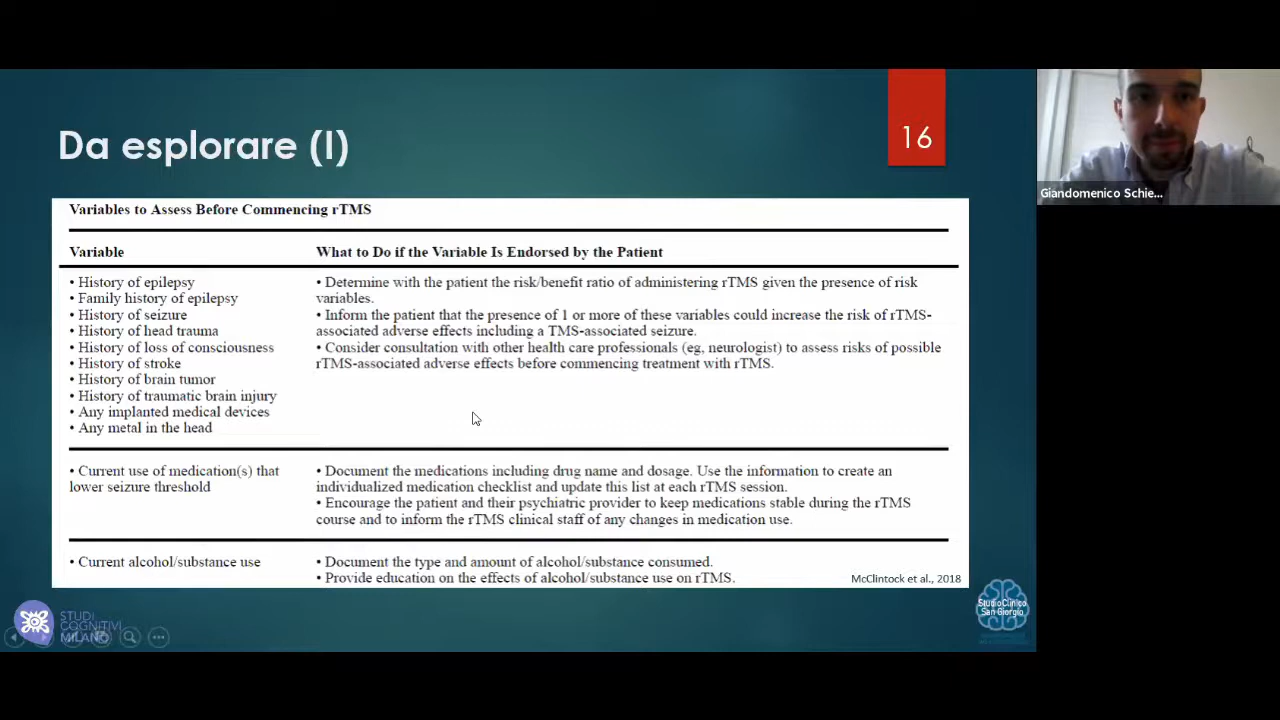 Da esplorare (I)
16
Variables to Assess Before Commencing rTMS
Variable
What to Do if the Variable Is Endorsed by the Patient
• History of epilepsy
• Family history of epilepsy
• History of seizure
• History of head trauma
• History of loss of consciousness
• History of stroke
• History of brain tumor
• History of traumatic brain injury
• Any implanted medical devices
• Any metal in the head
• Determine with the patient the risk/benefit ratio of administering rTMS given the presence of risk
variables.
• Inform the patient that the presence of 1 or more of these variables could increase the risk of rTMS-
associated adverse effects including a TMS-associated seizure.
• Consider consultation with other health care professionals (eg, neurologist) to assess risks of possible
rTMS-associated adverse effects before commencing treatment with rTMS.
• Current use of medication(s) that
lower seizure threshold
• Document the medications including drug name and dosage. Use the information to create an
individualized medication checklist and update this list at each rTMS session.
• Encourage the patient and their psychiatric provider to keep medications stable during the rTMS
course and to inform the rTMS clinical staff of any changes in medication use.
• Current alcohol/substance use
• Document the type and amount of alcohol/substance consumed.
• Provide education on the effects of alcohol/substance use on rTMS.
McClintock et al., 2018
STUDI
COGNITIVI
MILANO
Studio Clinico
San Giorgio
Giandomenico Schie...